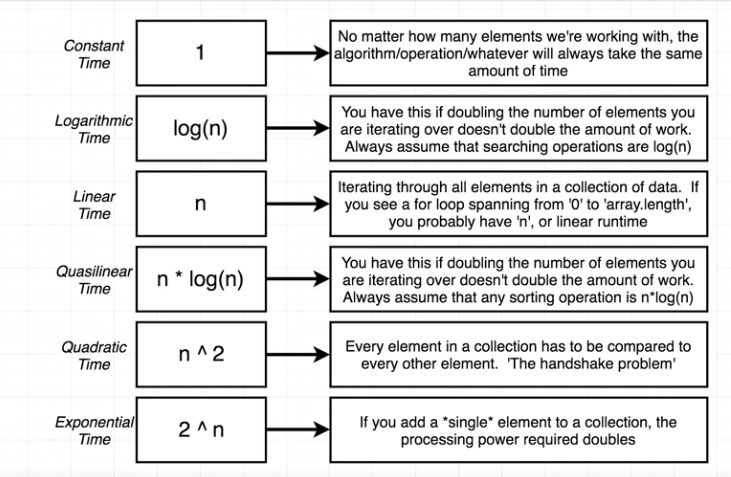 Constant
Time
1
No matter how many elements we're working with, the
algorithm/operation/whatever will always take the same
amount of time
Logarithmic
Time
log(n)
You have this if doubling the number of elements you
are iterating over doesn't double the amount of work.
Always assume that searching operations are log(n)
Linear
Time
n
Iterating through all elements in a collection of data.  If
you see a for loop spanning from '0' to 'array.length',
you probably have 'n', or linear runtime
Quasilinear
Time
n * log(n)
You have this if doubling the number of elements you
are iterating over doesn't double the amount of work.
Always assume that any sorting operation is n*log(n)
Quadratic
Time
n ^ 2
Every element in a collection has to be compared to
every other element.  'The handshake problem'
Exponential
Time
2 ^ n
If you add a *single* element to a collection, the
processing power required doubles